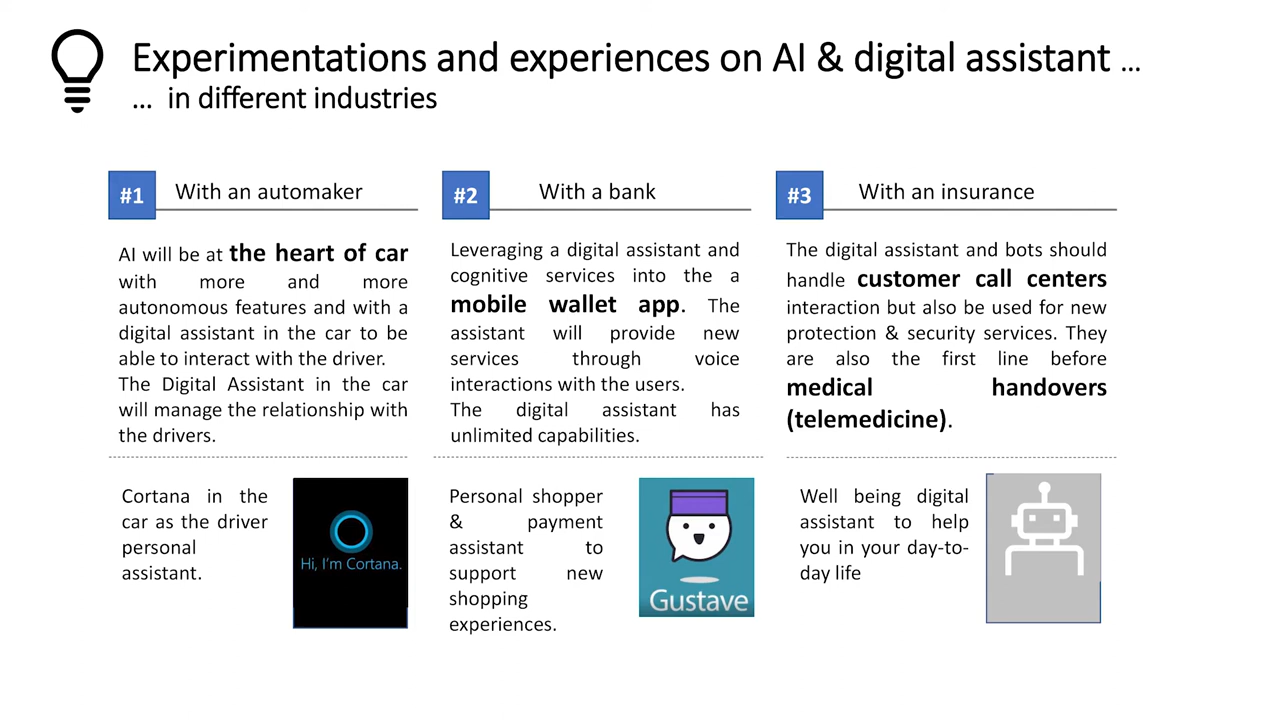 Experimentations and experiences on AI & digital assistant ...
... in different industries
#1
With an automaker
AI will be at the heart of car
with more and more
autonomous features and with a
digital assistant in the car to be
able to interact with the driver.
The Digital Assistant in the car
will manage the relationship with
the drivers.
Cortana in the
car as the driver
personal
assistant.
Hi, I'm Cortana.
#2
With a bank
Leveraging a digital assistant and
cognitive services into the a
mobile wallet app. The
assistant will provide new
services through voice
interactions with the users.
The digital assistant has
unlimited capabilities.
Personal shopper
& payment
assistant to
support new
shopping
experiences.
Gustave
#3
With an insurance
The digital assistant and bots should
handle customer call centers
interaction but also be used for new
protection & security services. They
are also the first line before
medical handovers
(telemedicine).
Well being digital
assistant to help
you in your day-to-
day life